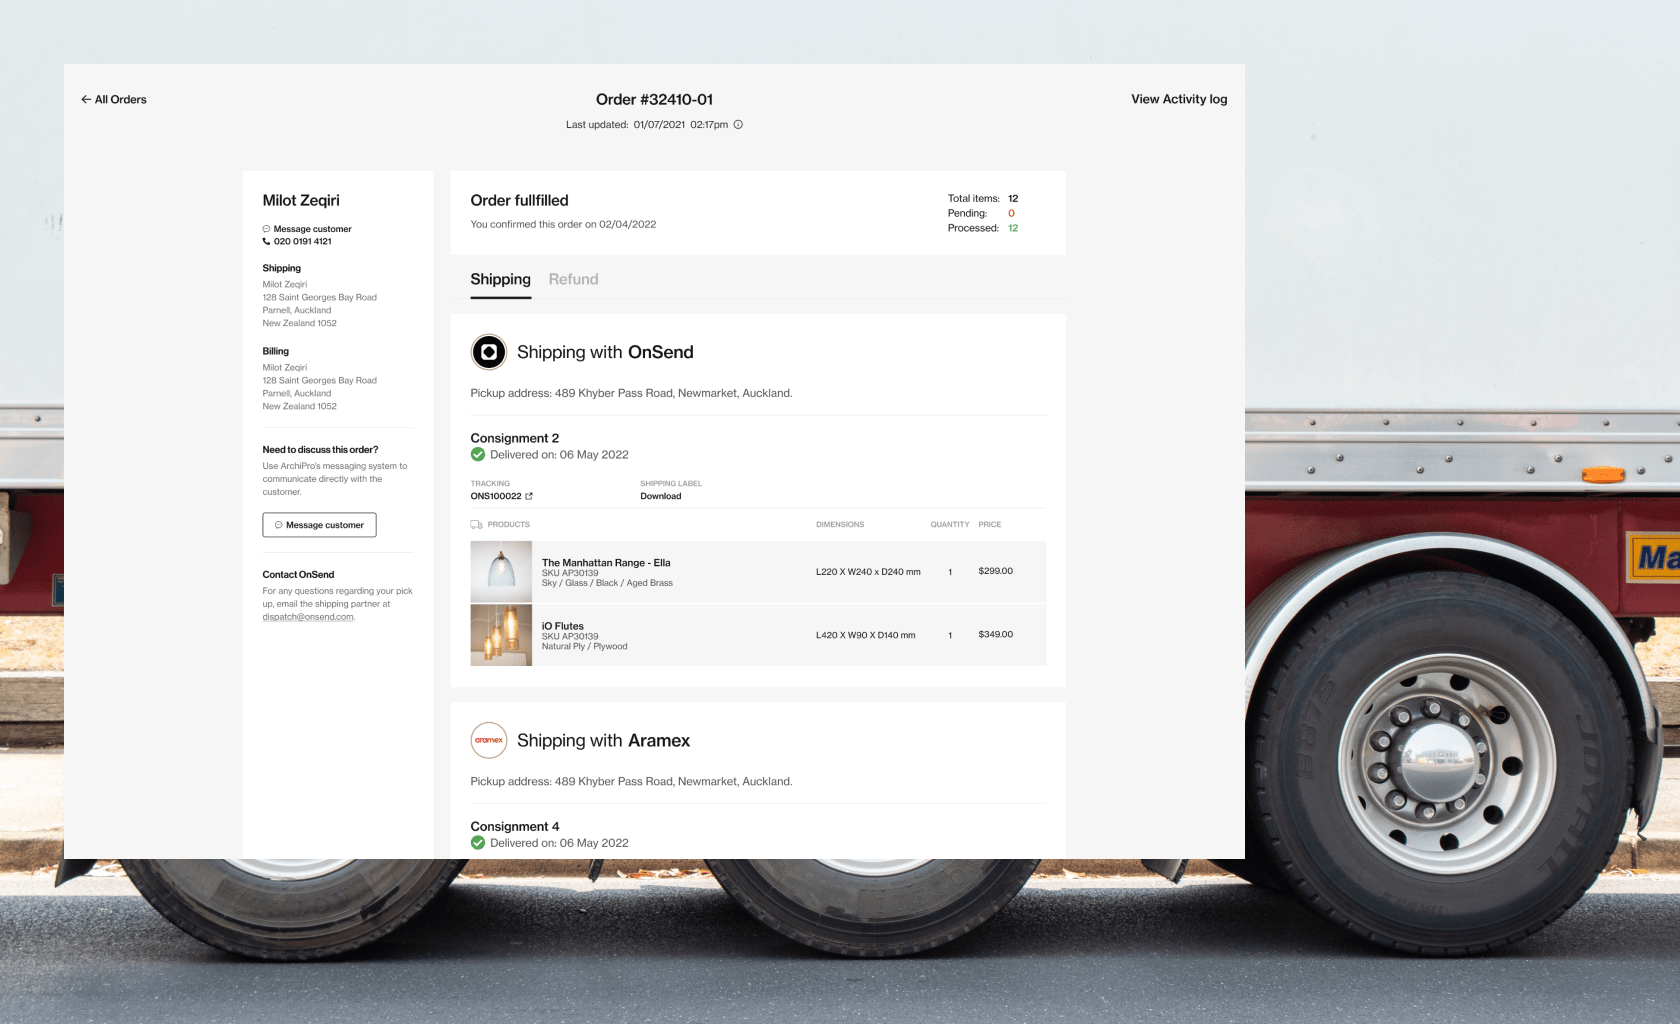 All Orders
Order #32410-01
View Activity log
Last updated: 01/07/2021 02:17pm
Milot Zeqiri
Message customer
020 0191 4121
Shipping
Milot Zeqiri
128 Saint Georges Bay Road
Parnell, Auckland
New Zealand 1052
Billing
Milot Zeqiri
128 Saint Georges Bay Road
Parnell, Auckland
New Zealand 1052
Need to discuss this order?
Use ArchiPro's messaging system to
communicate directly with the
customer.
Message customer
Contact OnSend
For any questions regarding your pick
up, email the shipping partner at
dispatch@onsend.com.
Order fullfilled
You confirmed this order on 02/04/2022
Total items: 12
Pending: 0
Processed: 12
Shipping Refund
Shipping with OnSend
Pickup address: 489 Khyber Pass Road, Newmarket, Auckland.
Consignment 2
Delivered on: 06 May 2022
TRACKING SHIPPING LABEL
ONS100022 Download
PRODUCTS DIMENSIONS QUANTITY PRICE
The Manhattan Range - Ella
SKU AP30139
Sky / Glass / Black / Aged Brass
L220 X W240 x D240 mm 1 $299.00
iO Flutes
SKU AP30139
Natural Ply / Plywood
L420 X W90 X D140 mm 1 $349.00
aramex
Shipping with Aramex
Pickup address: 489 Khyber Pass Road, Newmarket, Auckland.
Consignment 4
Delivered on: 06 May 2022
Ma
JOYALL
B875